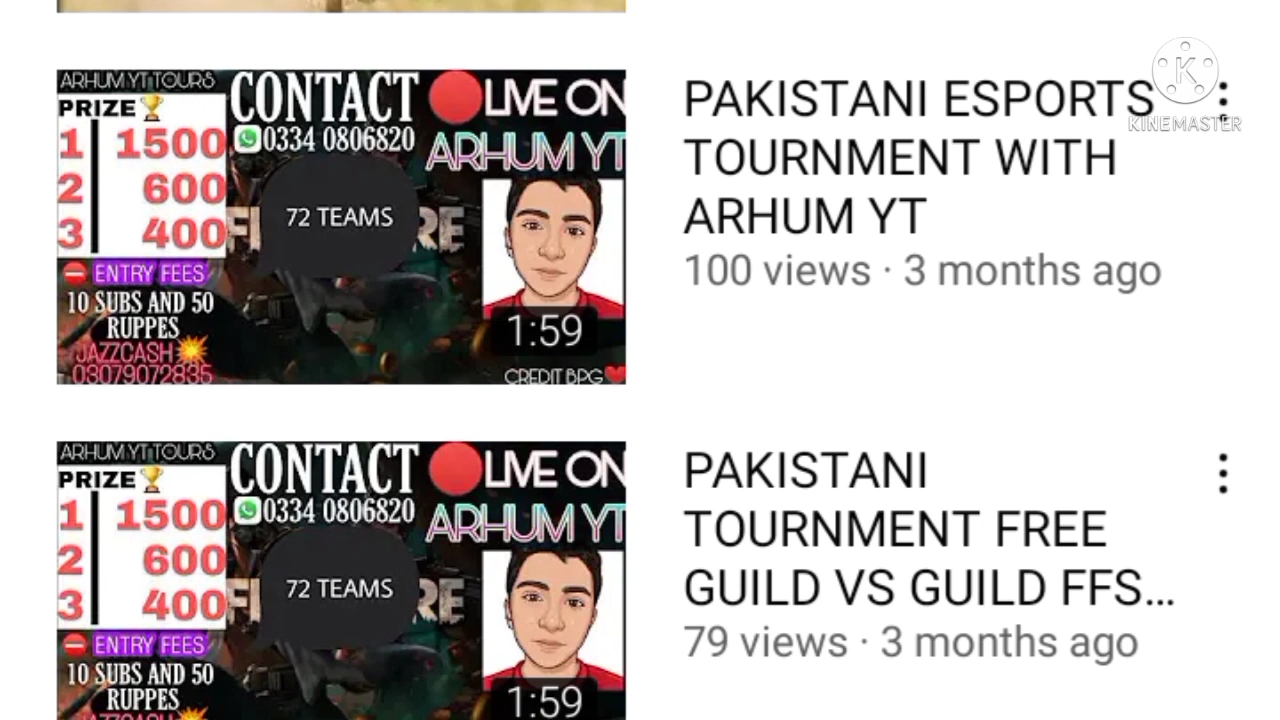 ARHUM YT TOURS
PRIZE
1 1500
2 600
3 400
ENTRY FEES
10 SUBS AND 50
RUPPES
JAZZCASH
03079072835
CONTACT
0334 0806820
72 TEAMS
LIVE ON
ARHUM YT
1:59
CREDIT BPG
PAKISTANI ESPORTS
TOURNMENT WITH
ARHUM YT
100 views · 3 months ago
K
KINEMASTER
ARHUM YT TOURS
PRIZE
1 1500
2 600
3 400
ENTRY FEES
10 SUBS AND 50
RUPPES
CONTACT
0334 0806820
72 TEAMS
LIVE ON
ARHUM YT
1:59
PAKISTANI
TOURNMENT FREE
GUILD VS GUILD FFS...
79 views · 3 months ago